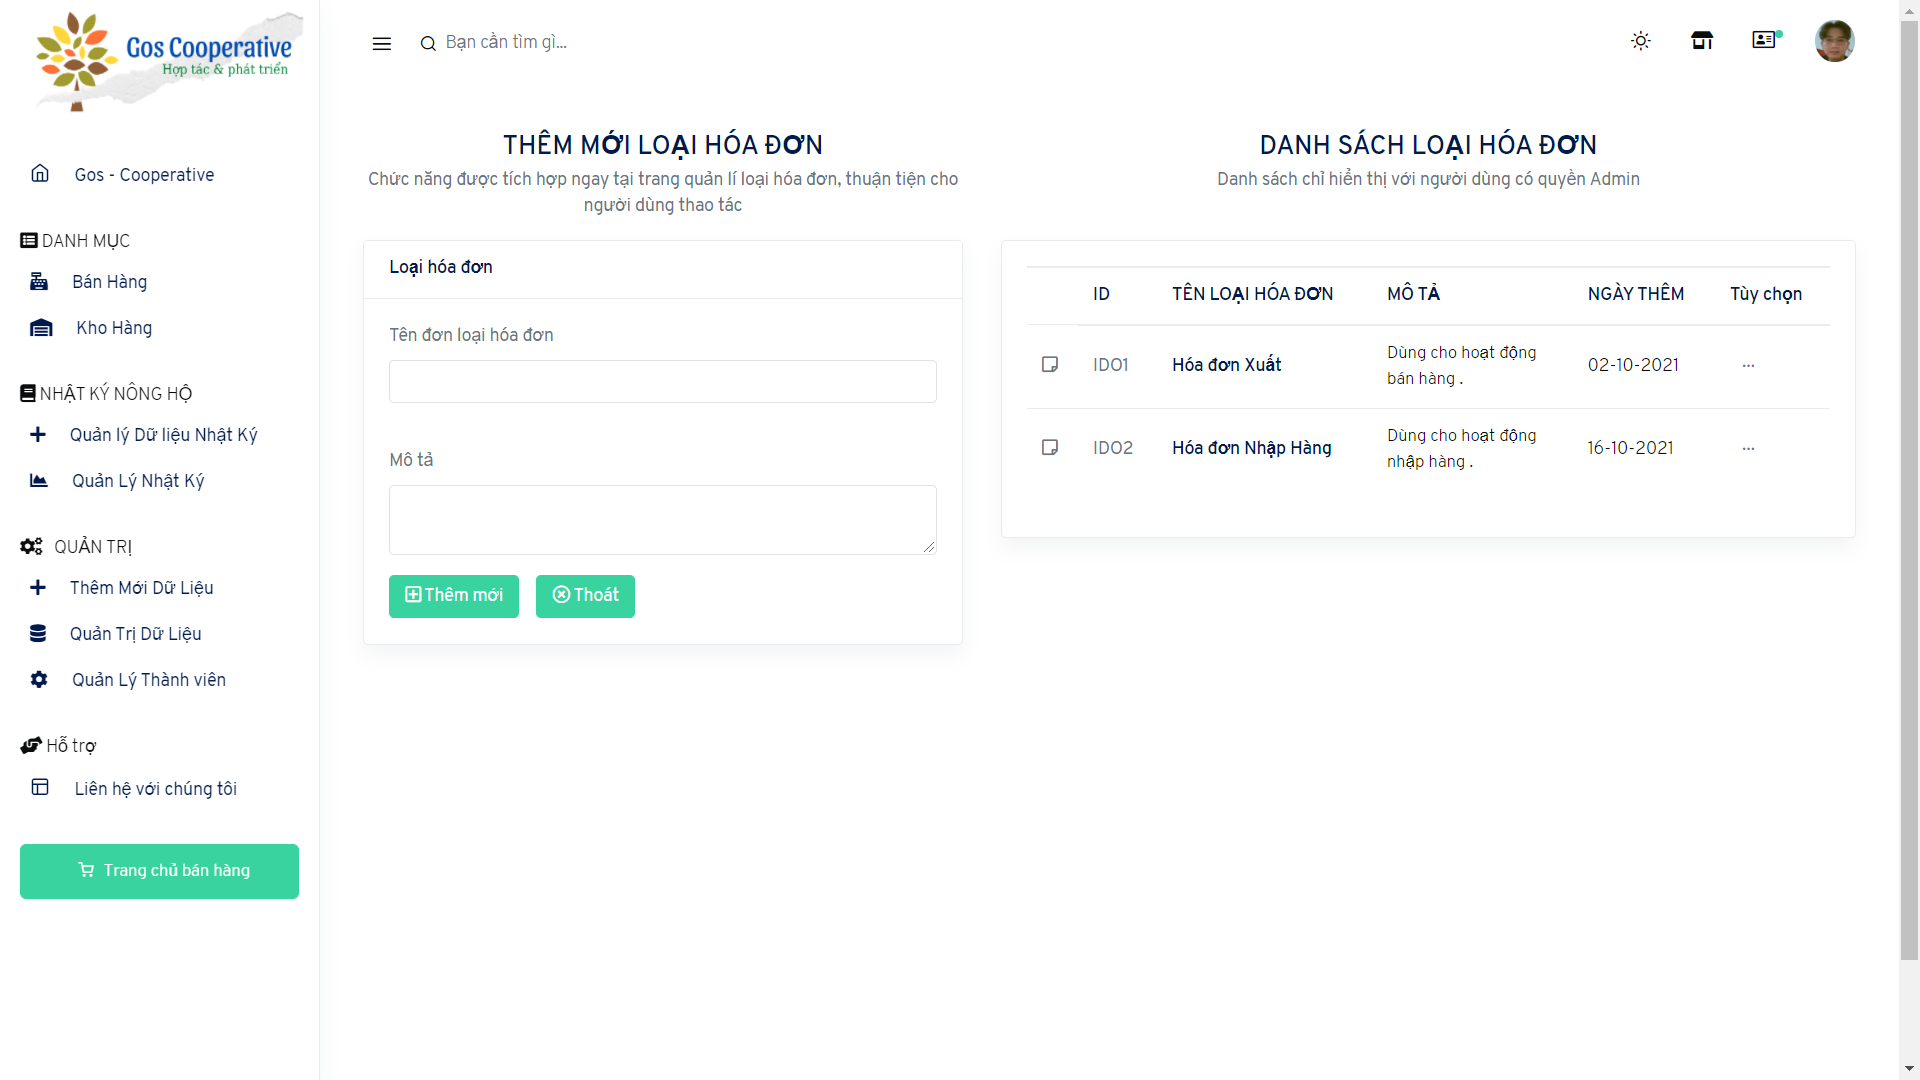 Gos Cooperative
Hợp tác & phát triển
Gos - Cooperative
DANH MỤC
Bán Hàng
Kho Hàng
NHẬT KÝ NÔNG HỘ
Quản lý Dữ liệu Nhật Ký
Quản Lý Nhật Ký
QUẢN TRỊ
Thêm Mới Dữ Liệu
Quản Trị Dữ Liệu
Quản Lý Thành viên
Hỗ trợ
Liên hệ với chúng tôi
Trang chủ bán hàng
Bạn cần tìm gì...
THÊM MỚI LOẠI HÓA ĐƠN
Chức năng được tích hợp ngay tại trang quản lí loại hóa đơn, thuận tiện cho
người dùng thao tác
Loại hóa đơn
Tên đơn loại hóa đơn
Mô tả
Thêm mới Thoát
DANH SÁCH LOẠI HÓA ĐƠN
Danh sách chỉ hiển thị với người dùng có quyền Admin
ID TÊN LOẠI HÓA ĐƠN MÔ TẢ NGÀY THÊM Tùy chọn
ID01 Hóa đơn Xuất Dùng cho hoạt động 02-10-2021 ...
bán hàng .
ID02 Hóa đơn Nhập Hàng Dùng cho hoạt động 16-10-2021 ...
nhập hàng .